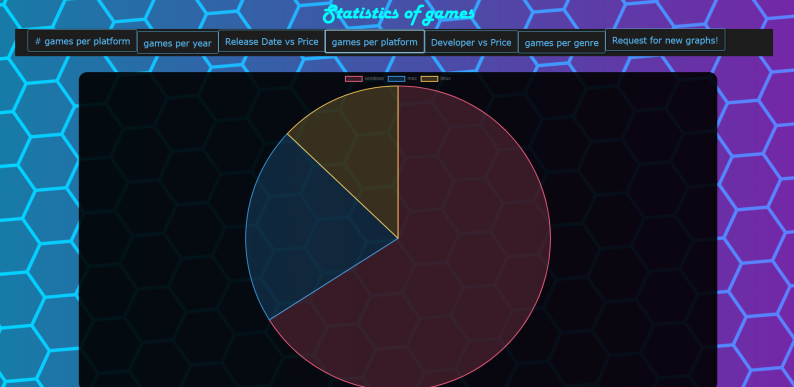 Statistics of games
# games per platform games per year Release Date vs Price games per platform Developer vs Price games per genre Request for new graphs!
windows mac linux